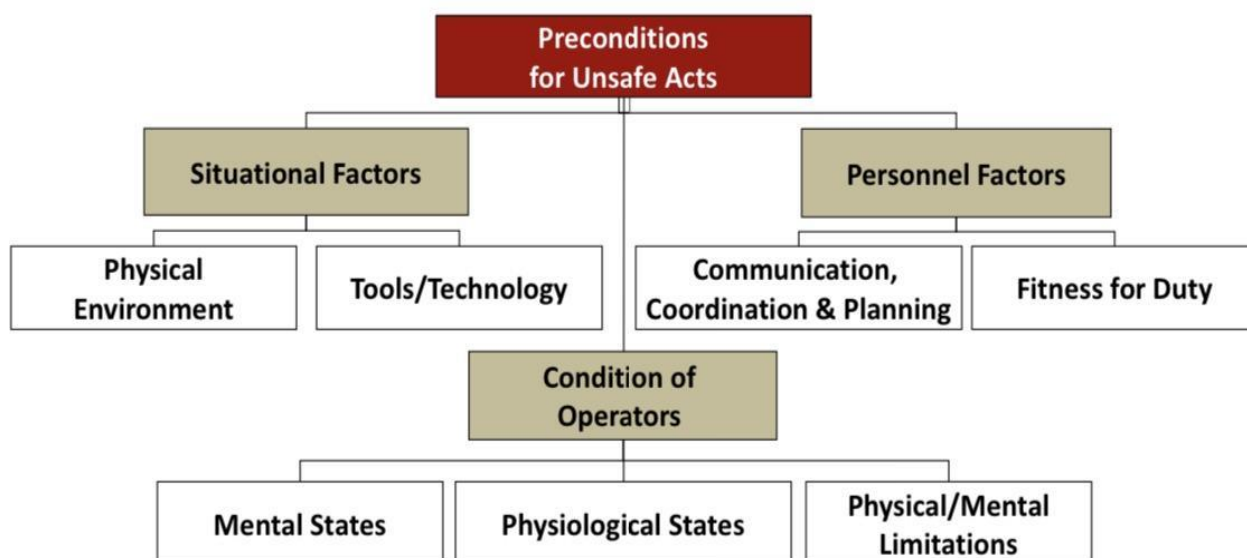 Preconditions
for Unsafe Acts
Situational Factors
Personnel Factors
Physical
Environment
Tools/Technology
Communication,
Coordination & Planning
Fitness for Duty
Condition of
Operators
Mental States
Physiological States
Physical/Mental
Limitations